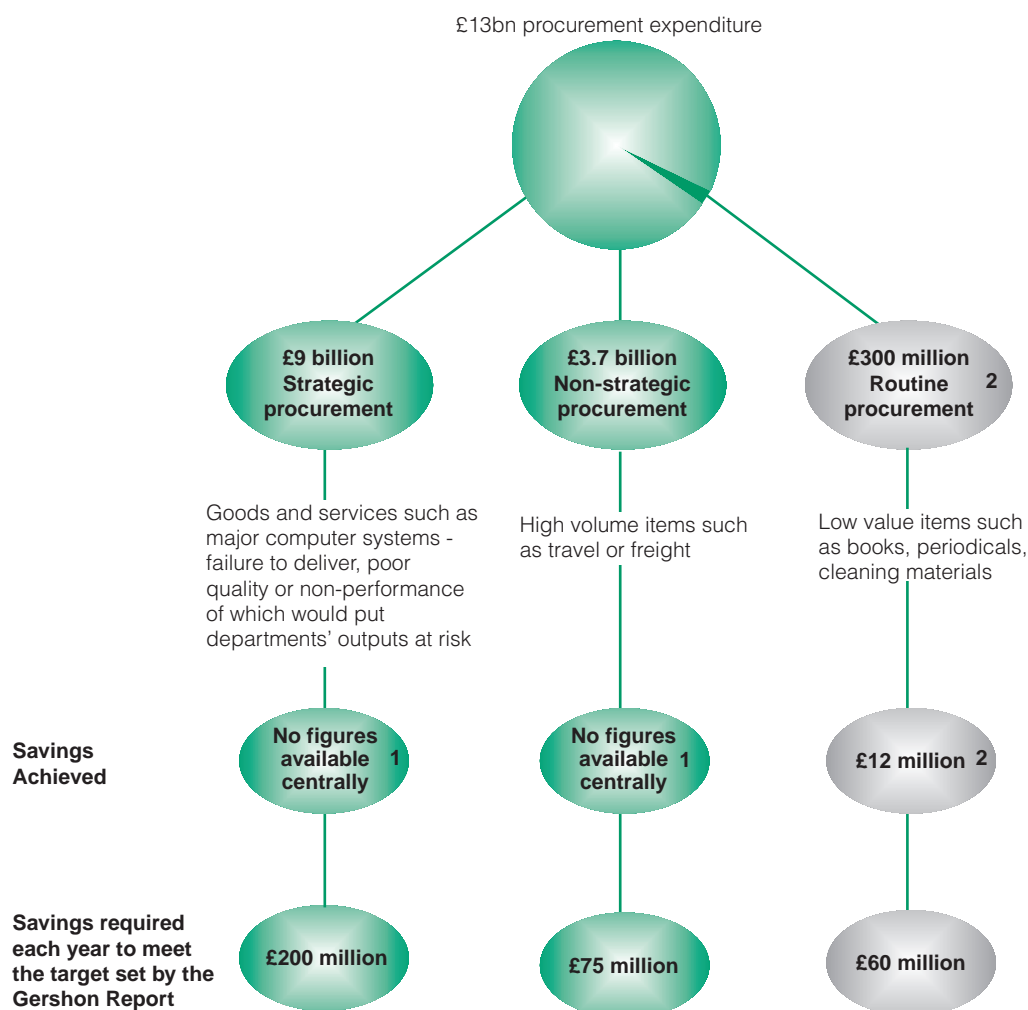 £13bn procurement expenditure
£9 billion
Strategic
procurement
£3.7 billion
Non-strategic
procurement
£300 million
Routine 2
procurement
Goods and services such as
major computer systems -
failure to deliver, poor
quality or non-performance
of which would put
departments’ outputs at risk
High volume items such
as travel or freight
Low value items such
as books, periodicals,
cleaning materials
Savings
Achieved
No figures
available 1
centrally
No figures
available 1
centrally
£12 million 2
Savings required
each year to meet
the target set by the
Gershon Report
£200 million
£75 million
£60 million